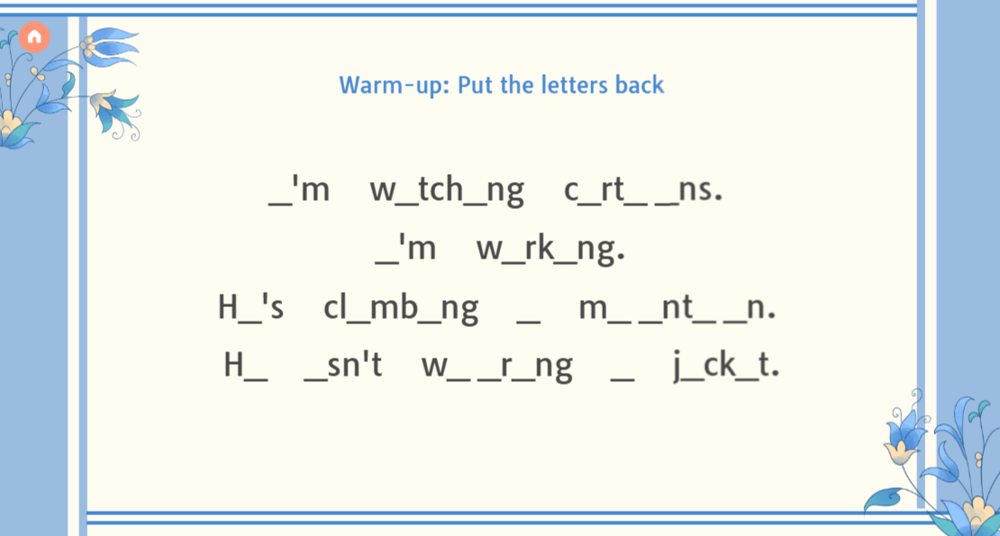 Warm-up: Put the letters back
_'m w_tch_ng c_rt_ _ns.
_'m w_rk_ng.
H_'s cl_mb_ng _ m_ _nt_ _n.
H_ _sn't w_ _r_ng _ j_ck_t.